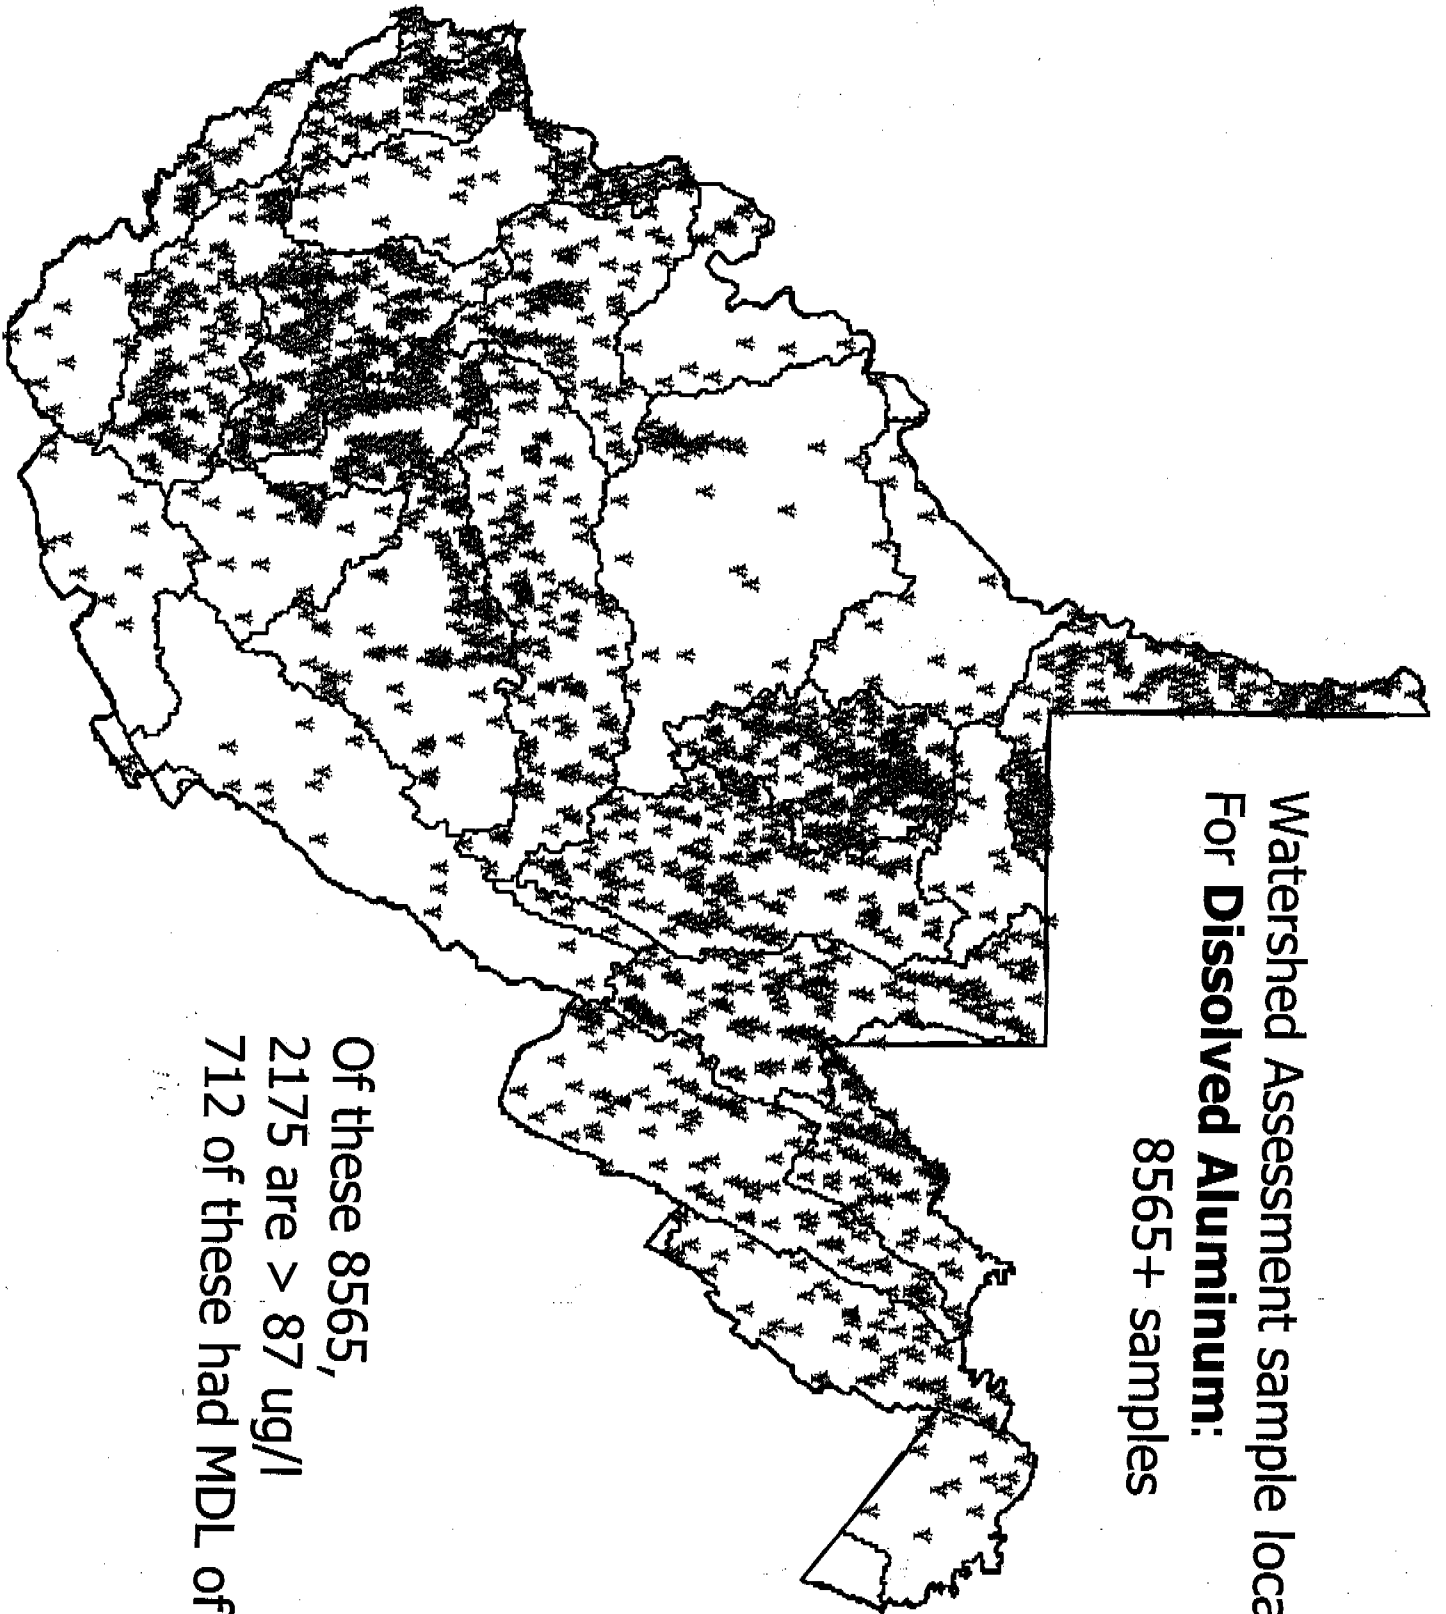 Watershed Assessment sample loca
For Dissolved Aluminum:
8565+ samples
Of these 8565,
2175 are > 87 ug/l
712 of these had MDL of